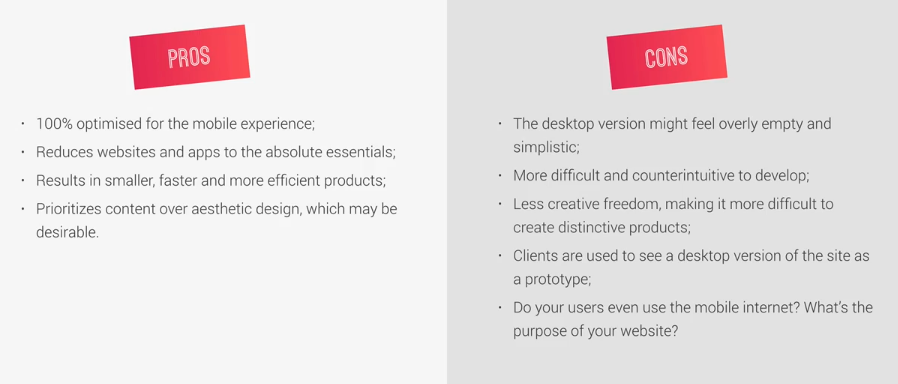 PROS
• 100% optimised for the mobile experience;
• Reduces websites and apps to the absolute essentials;
• Results in smaller, faster and more efficient products;
• Prioritizes content over aesthetic design, which may be
desirable.
CONS
• The desktop version might feel overly empty and
simplistic;
• More difficult and counterintuitive to develop;
• Less creative freedom, making it more difficult to
create distinctive products;
• Clients are used to see a desktop version of the site as
a prototype;
• Do your users even use the mobile internet? What’s the
purpose of your website?